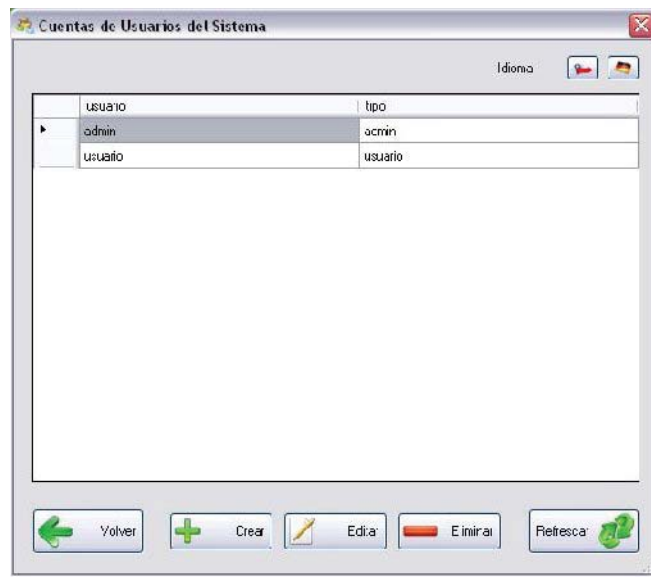 Cuentas de Usuarios del Sistema
Idioma
usuario tipo
admin admin
usuario usuario
Volver Crear Editar Eliminar Refrescar